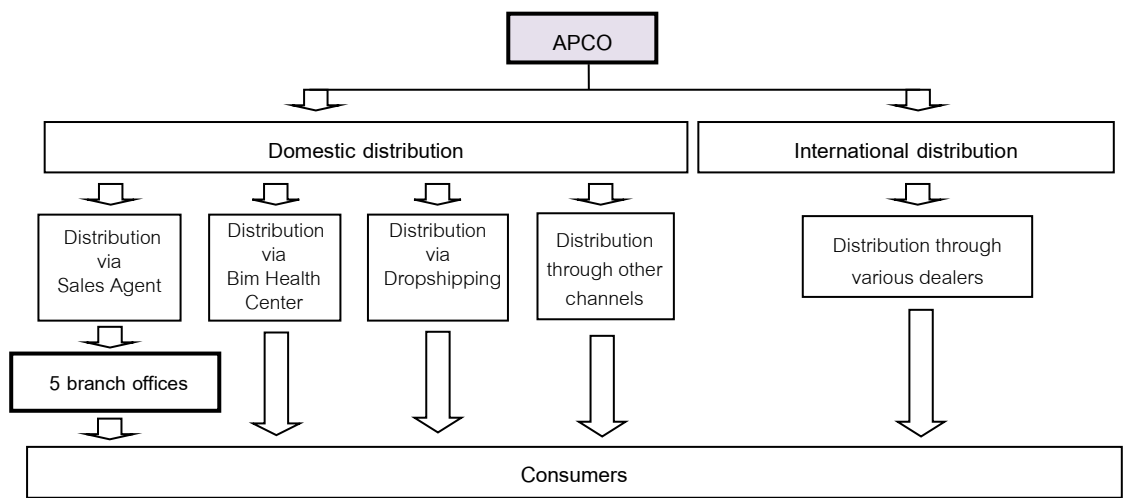 APCO
Domestic distribution
International distribution
Distribution
via
Sales Agent
Distribution
via
Bim Health
Center
Distribution
via
Dropshipping
Distribution
through other
channels
Distribution through
various dealers
5 branch offices
Consumers